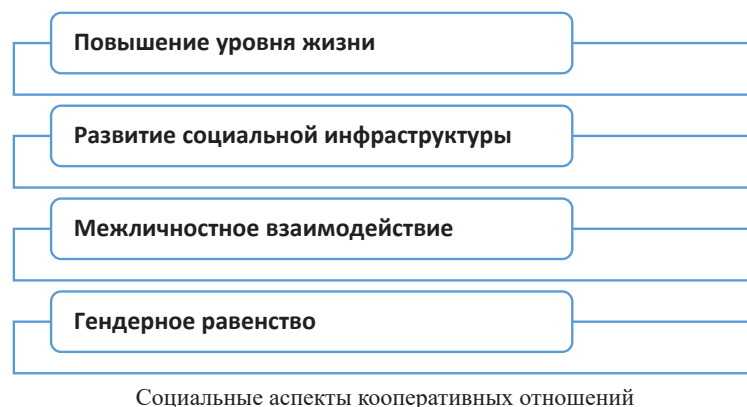 Повышение уровня жизни
Развитие социальной инфраструктуры
Межличностное взаимодействие
Гендерное равенство
Социальные аспекты кооперативных отношений